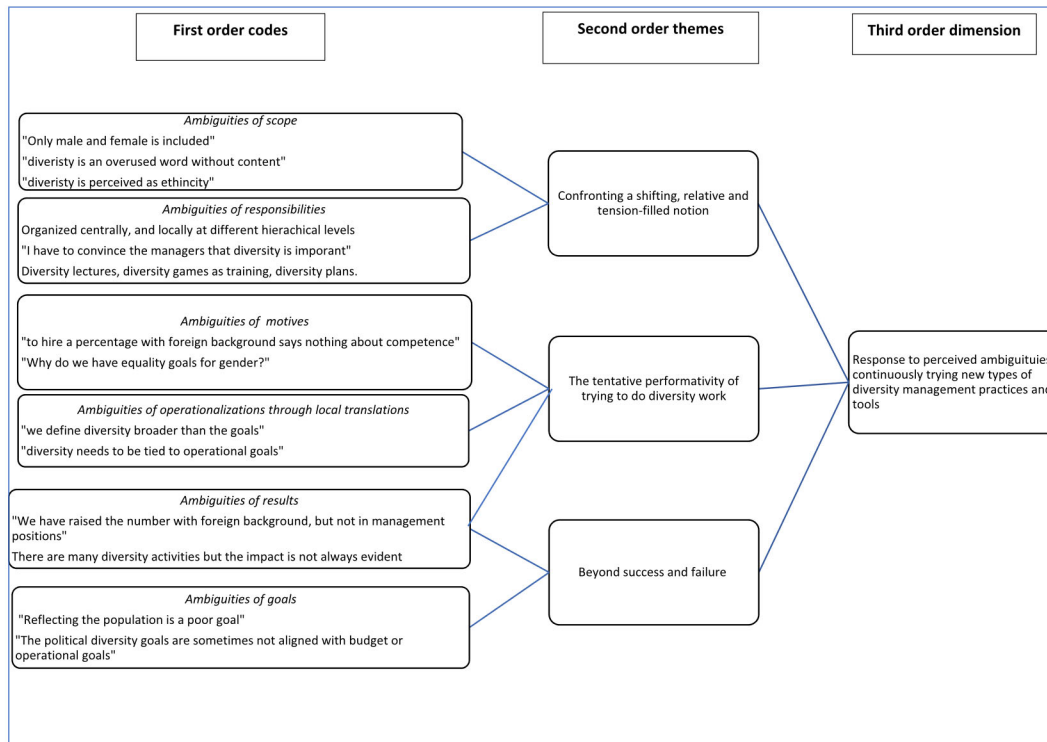 First order codes
Second order themes
Third order dimension
Ambiguities of scope
"Only male and female is included"
"diveristy is an overused word without content"
"diveristy is perceived as ethincity"
Ambiguities of responsibilities
Organized centrally, and locally at different hierachical levels
"I have to convince the managers that diversity is imporant"
Diversity lectures, diversity games as training, diversity plans.
Ambiguities of motives
"to hire a percentage with foreign background says nothing about competence"
"Why do we have equality goals for gender?"
Ambiguities of operationalizations through local translations
"we define diversity broader than the goals"
"diversity needs to be tied to operational goals"
Ambiguities of results
"We have raised the number with foreign background, but not in management
positions"
There are many diversity activities but the impact is not always evident
Ambiguities of goals
"Reflecting the population is a poor goal"
"The political diversity goals are sometimes not aligned with budget or
operational goals"
Confronting a shifting, relative and
tension-filled notion
The tentative performativity of
trying to do diversity work
Beyond success and failure
Response to perceived ambiguituies
continuously trying new types of
diversity management practices and
tools